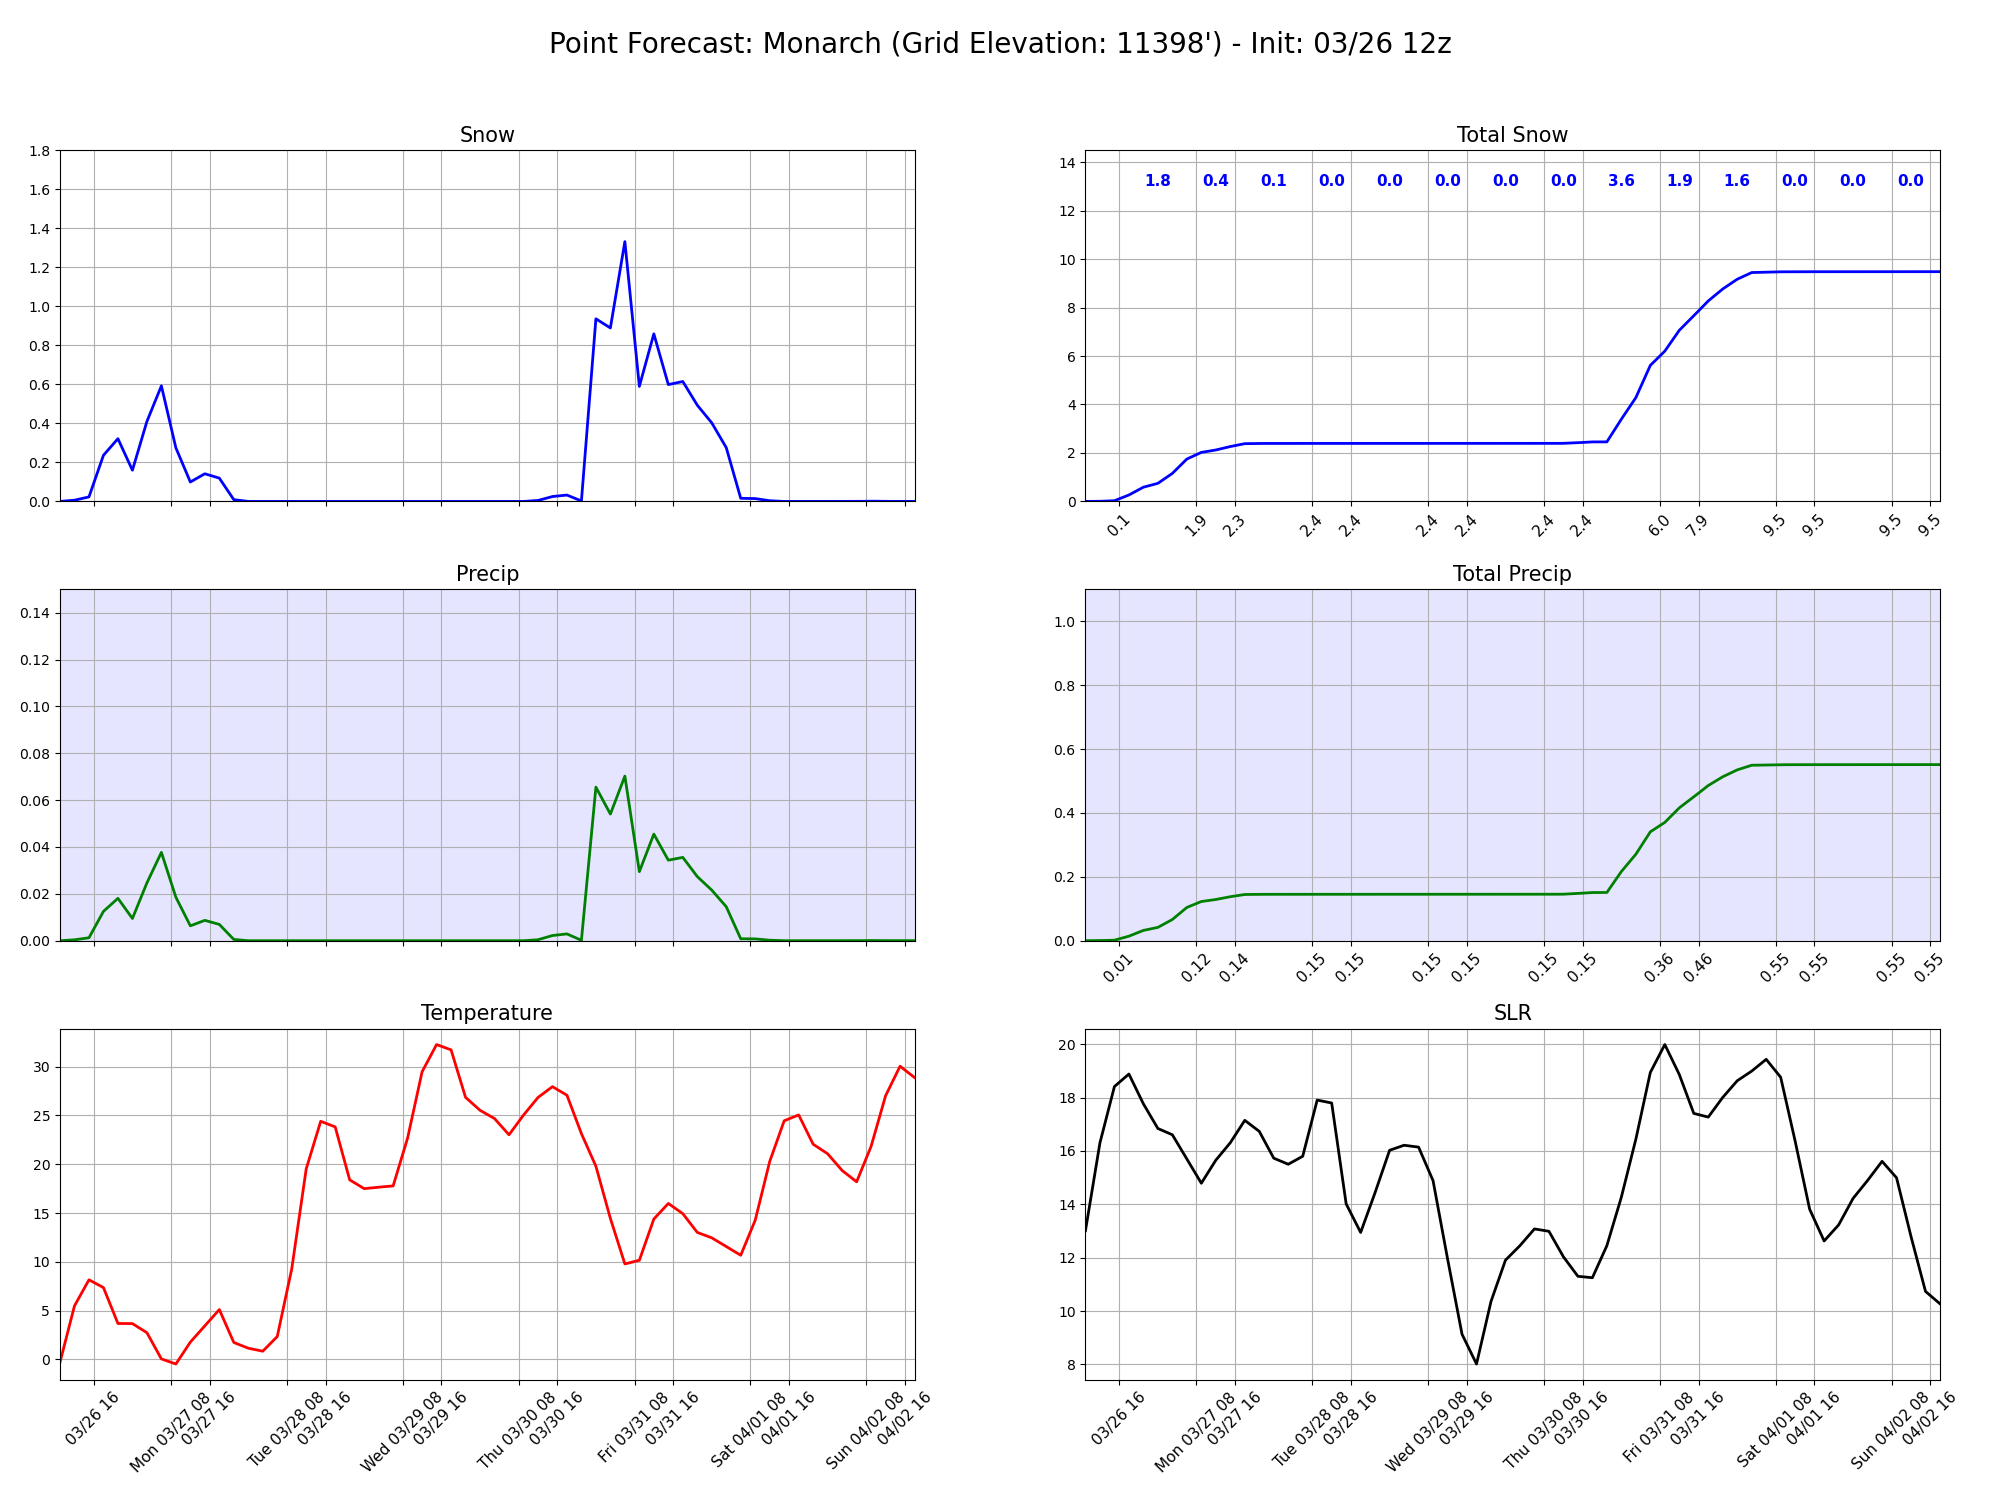 Point Forecast: Monarch (Grid Elevation: 11398') - Init: 03/26 12z
Snow
1.8
1.6
1.4
1.2
1.0
0.8
0.6
0.4
0.2
0.0
Total Snow
14
12
10
8
6
4
2
0
1.8 0.4 0.1 0.0 0.0 0.0 0.0 0.0 3.6 1.9 1.6 0.0 0.0 0.0
0.1 1.9 2.3 2.4 2.4 2.4 2.4 2.4 2.4 6.0 7.9 9.5 9.5 9.5 9.5
Precip
0.14
0.12
0.10
0.08
0.06
0.04
0.02
0.00
Total Precip
1.0
0.8
0.6
0.4
0.2
0.0
0.01 0.12 0.14 0.15 0.15 0.15 0.15 0.15 0.15 0.36 0.46 0.55 0.55 0.55 0.55
Temperature
30
25
20
15
10
5
0
03/26 16
Mon 03/27 08
03/27 16
Tue 03/28 08
03/28 16
Wed 03/29 08
03/29 16
Thu 03/30 08
03/30 16
Fri 03/31 08
03/31 16
Sat 04/01 08
04/01 16
Sun 04/02 08
04/02 16
SLR
20
18
16
14
12
10
8
03/26 16
Mon 03/27 08
03/27 16
Tue 03/28 08
03/28 16
Wed 03/29 08
03/29 16
Thu 03/30 08
03/30 16
Fri 03/31 08
03/31 16
Sat 04/01 08
04/01 16
Sun 04/02 08
04/02 16